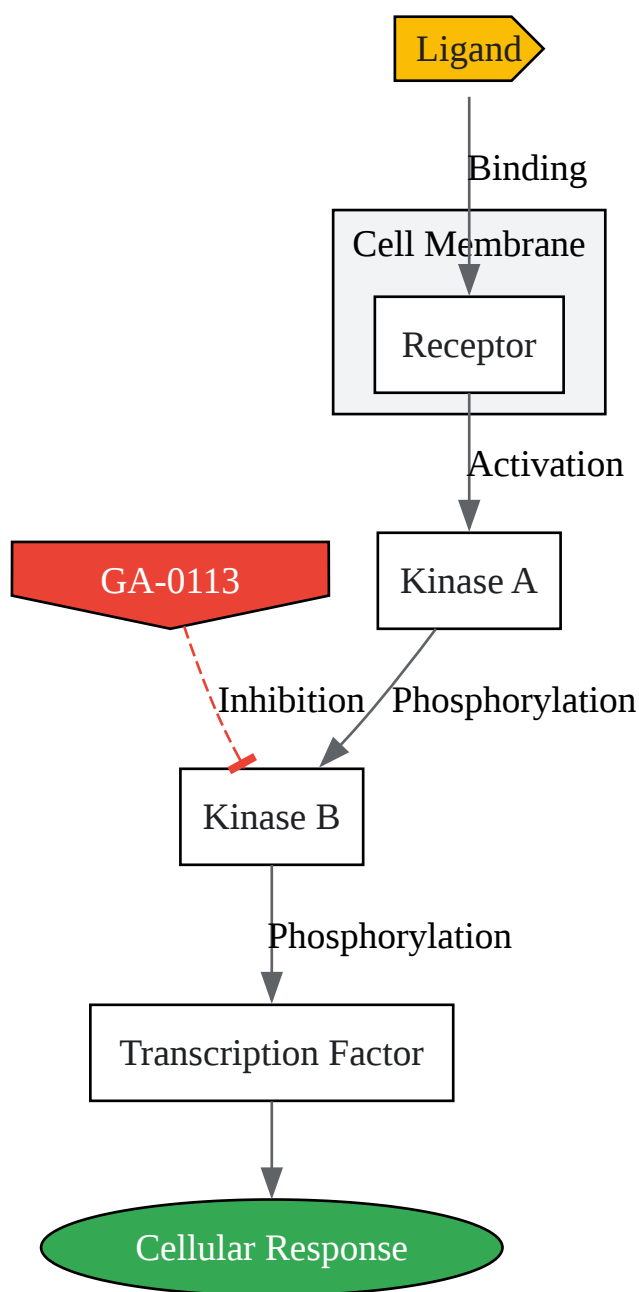 Ligand
Binding
Cell Membrane
Receptor
Activation
GA-0113
Kinase A
Inhibition
Phosphorylation
Kinase B
Phosphorylation
Transcription Factor
Cellular Response